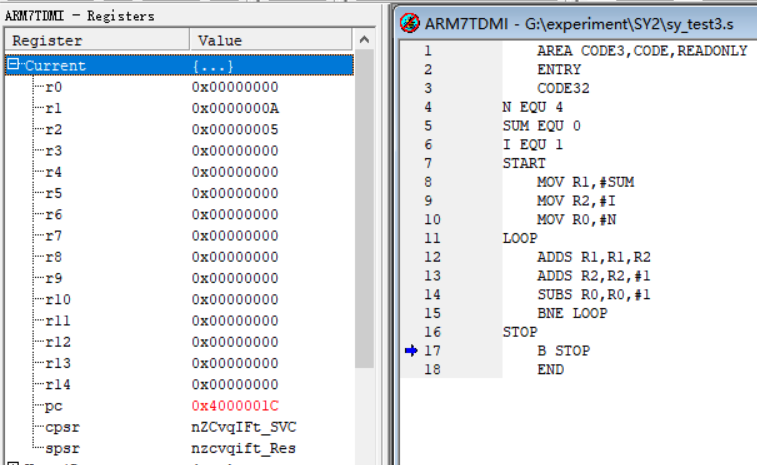 ARM7TDMI - Registers
Register Value
Current {...}
r0 0x00000000
r1 0x0000000A
r2 0x00000005
r3 0x00000000
r4 0x00000000
r5 0x00000000
r6 0x00000000
r7 0x00000000
r8 0x00000000
r9 0x00000000
r10 0x00000000
r11 0x00000000
r12 0x00000000
r13 0x00000000
r14 0x00000000
pc 0x4000001C
cpsr nZCvqIFt_SVC
spsr nzcvqift_Res
ARM7TDMI - G:\experiment\SY2\sy_test3.s
1 AREA CODE3,CODE,READONLY
2 ENTRY
3 CODE32
4 N EQU 4
5 SUM EQU 0
6 I EQU 1
7 START
8 MOV R1,#SUM
9 MOV R2,#I
10 MOV R0,#N
11 LOOP
12 ADDS R1,R1,R2
13 ADDS R2,R2,#1
14 SUBS R0,R0,#1
15 BNE LOOP
16 STOP
17 B STOP
18 END